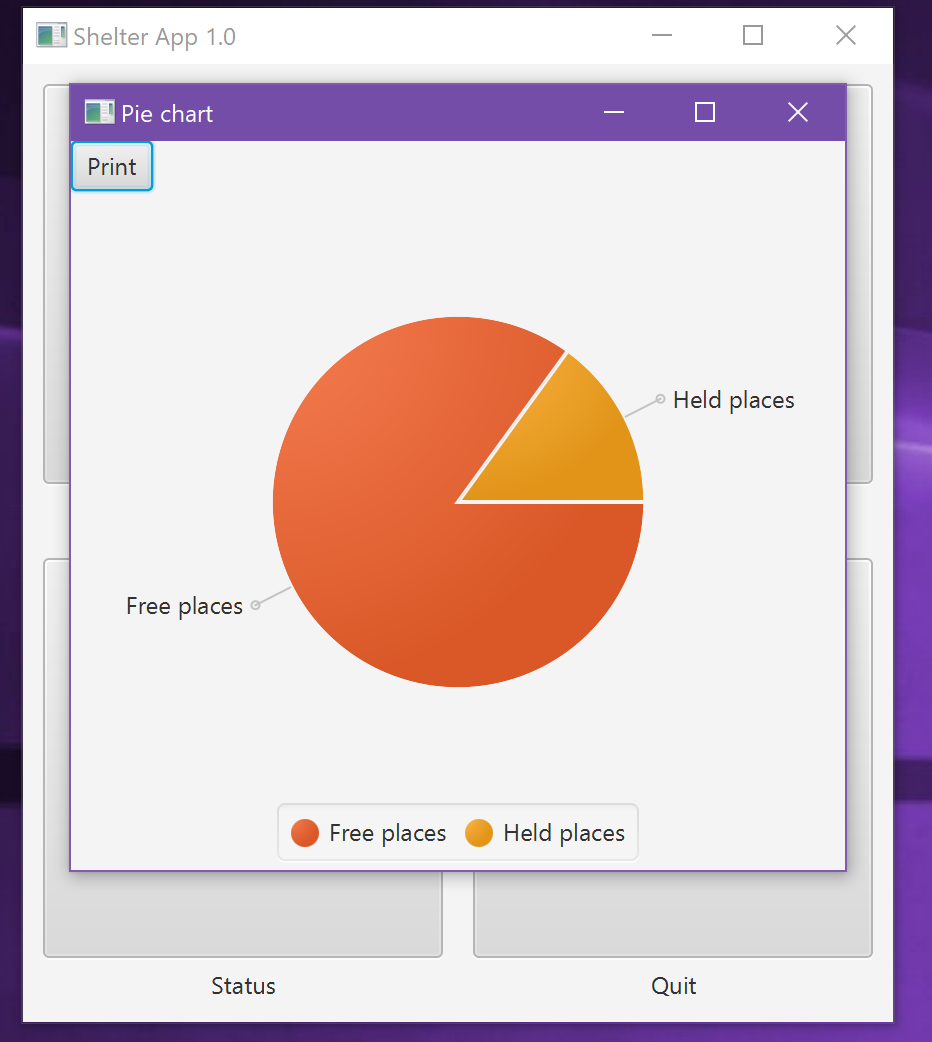 Shelter App 1.0
Pie chart
Print
Held places
Free places
Free places
Held places
Status
Quit